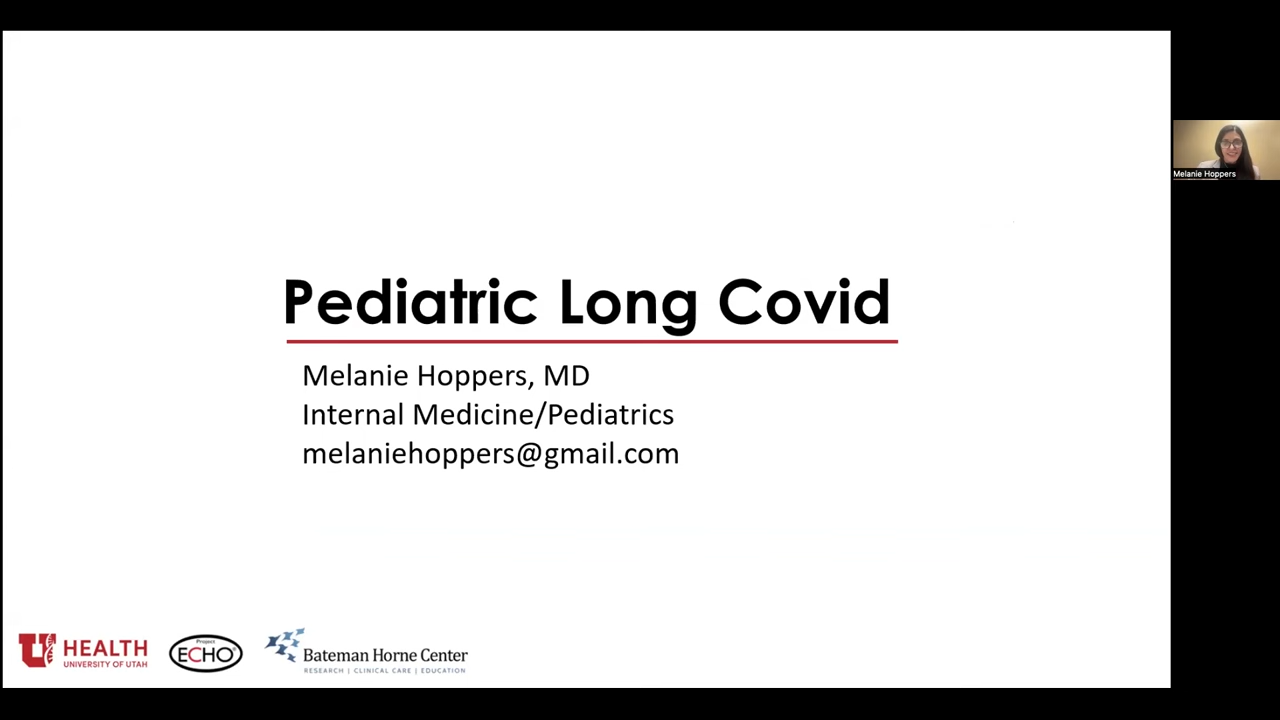 Pediatric Long Covid
Melanie Hoppers, MD
Internal Medicine/Pediatrics
melaniehoppers@gmail.com
Melanie Hoppers
U HEALTH
UNIVERSITY OF UTAH
Project
ECHO®
Bateman Horne Center
RESEARCH | CLINICAL CARE | EDUCATION